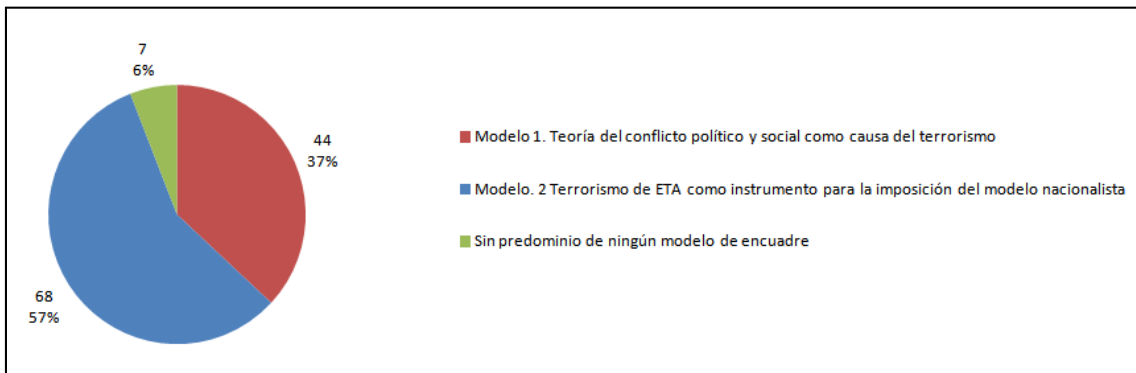 7
6%
44
37%
68
57%
Modelo 1. Teoría del conflicto político y social como causa del terrorismo
Modelo. 2 Terrorismo de ETA como instrumento para la imposición del modelo nacionalista
Sin predominio de ningún modelo de encuadre